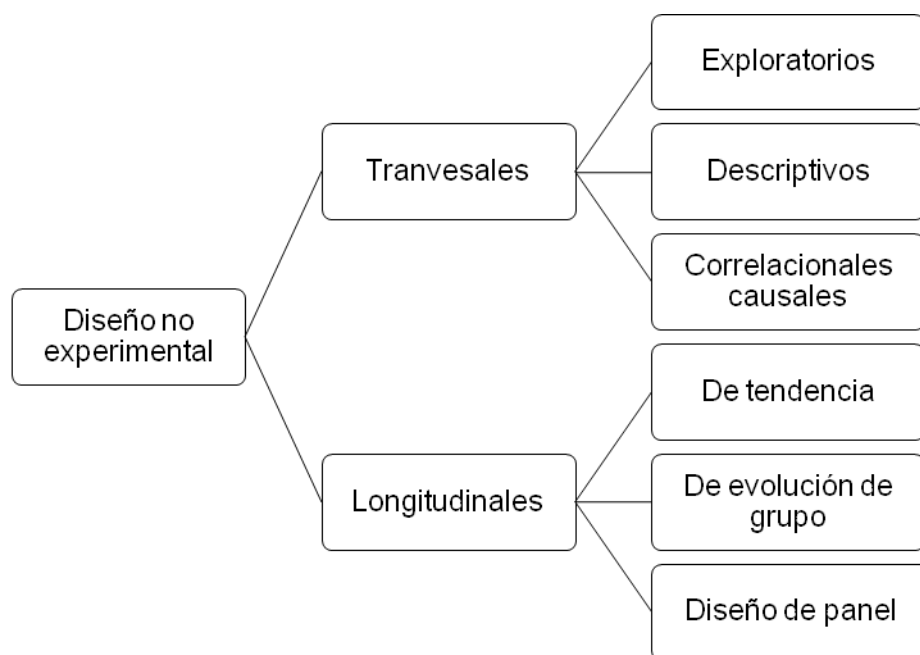 Diseño no
experimental
Tranvesales
Exploratorios
Descriptivos
Correlacionales
causales
Longitudinales
De tendencia
De evolución de
grupo
Diseño de panel